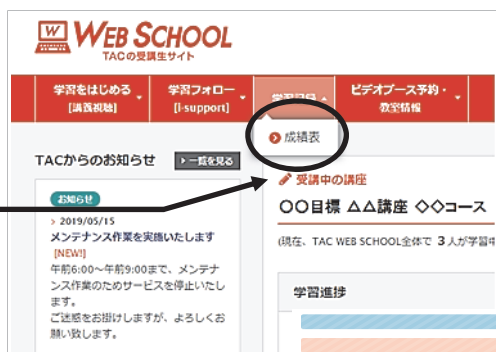 W WEB SCHOOL
TACの受講生サイト
学習をはじめる
[講義視聴]
学習フォロー
[I-support]
学習記録
ビデオブース予約・
教室情報
成績表
TACからのお知らせ
一覧を見る
お知らせ
2019/05/15
メンテナンス作業を実施いたします
[NEW!]
午前6:00～午前9:00まで、メンテナ
ンス作業のためサービスを停止いたし
ます。
ご迷惑をお掛けしますが、よろしくお
願い致します。
受講中の講座
〇〇目標 △△講座 ◇◇コース
(現在、TAC WEB SCHOOL全体で 3 人が学習中
学習進捗